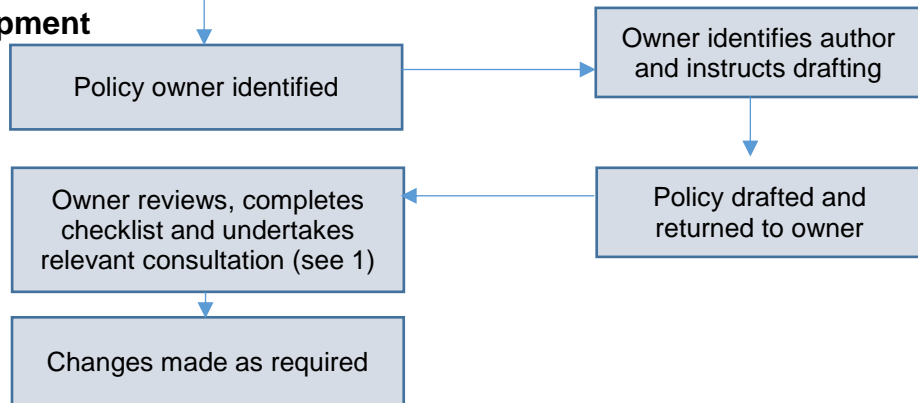 pment
Policy owner identified
Owner identifies author
and instructs drafting
Policy drafted and
returned to owner
Owner reviews, completes
checklist and undertakes
relevant consultation (see 1)
Changes made as required